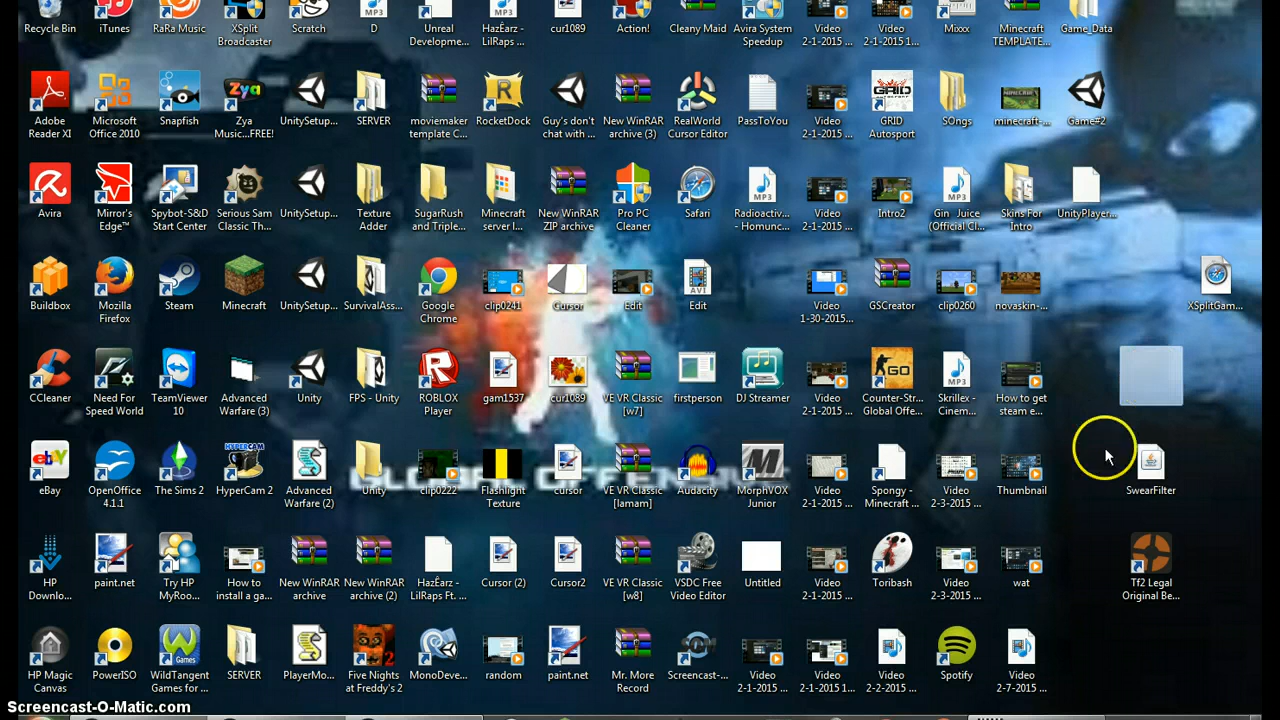 Recycle Bin
iTunes
RaRa Music
XSplit
Broadcaster
Scratch
D
Unreal
Developme...
HazÊarz -
LilRaps ...
cur1089
Action!
Cleany Maid
Avira System
Speedup
Video
2-1-2015 ...
Video
2-1-2015 1...
Mixxx
Minecraft
TEMPLATE...
Game_Data
Adobe
Reader XI
Microsoft
Office 2010
Snapfish
Zya
Music...FREE!
UnitySetup...
SERVER
moviemaker
template C...
RocketDock
Guy's don't
chat with ...
New WinRAR
archive (3)
RealWorld
Cursor Editor
PassToYou
Video
2-1-2015 ...
GRID
Autosport
SOngs
minecraft-...
Game#2
Avira
Mirror's
Edge™
Spybot-S&D
Start Center
Serious Sam
Classic Th...
UnitySetup...
Texture
Adder
SugarRush
and Triple...
Minecraft
server I...
New WinRAR
ZIP archive
Pro PC
Cleaner
Safari
Radioactiv...
- Homunc...
Video
2-1-2015 ...
Intro2
Gin Juice
(Official Cl...
Skins For
Intro
UnityPlayer...
Buildbox
Mozilla
Firefox
Steam
Minecraft
UnitySetup...
SurvivalAss...
Google
Chrome
clip0241
Cursor
Edit
Edit
Video
1-30-2015...
GSCreator
clip0260
novaskin-...
XSplitGam...
CCleaner
Need For
Speed World
TeamViewer
10
Advanced
Warfare (3)
Unity
FPS - Unity
ROBLOX
Player
gam1537
cur1089
VE VR Classic
[w7]
firstperson
DJ Streamer
Video
2-1-2015 ...
Counter-Str...
Global Offe...
Skrillex -
Cinem...
How to get
steam e...
eBay
OpenOffice
4.1.1
The Sims 2
HyperCam 2
Advanced
Warfare (2)
Unity
clip0222
Flashlight
Texture
cursor
VE VR Classic
[lamam]
Audacity
MorphVOX
Junior
Video
2-1-2015 ...
Spongy -
Minecraft ...
Video
2-3-2015 ...
Thumbnail
SwearFilter
GLOBAL OFFENSIVE
HP
Downlo...
paint.net
Try HP
MyRoo...
How to
install a ga...
New WinRAR
archive
New WinRAR
archive (2)
HazÊarz -
LilRaps Ft. ...
Cursor (2)
Cursor2
VE VR Classic
[w8]
VSDC Free
Video Editor
Untitled
Video
2-1-2015 ...
Toribash
Video
2-3-2015 ...
wat
Tf2 Legal
Original Be...
HP Magic
Canvas
PowerISO
WildTangent
Games for ...
SERVER
PlayerMo...
Five Nights
at Freddy's 2
MonoDeve...
random
paint.net
Mr. More
Record
Screencast-...
Video
2-1-2015 ...
Video
2-1-2015 1...
Video
2-2-2015 ...
Spotify
Video
2-7-2015 ...
Screencast-O-Matic.com